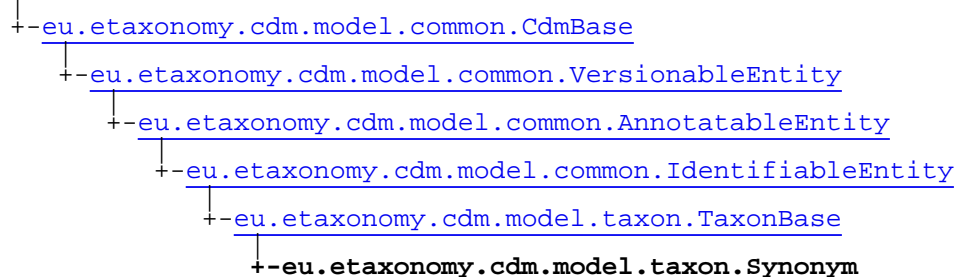 +-eu.etaxonomy.cdm.model.common.CdmBase
+-eu.etaxonomy.cdm.model.common.VersionableEntity
+-eu.etaxonomy.cdm.model.common.AnnotatableEntity
+-eu.etaxonomy.cdm.model.common.IdentifiableEntity
+-eu.etaxonomy.cdm.model.taxon.TaxonBase
+-eu.etaxonomy.cdm.model.taxon.Synonym